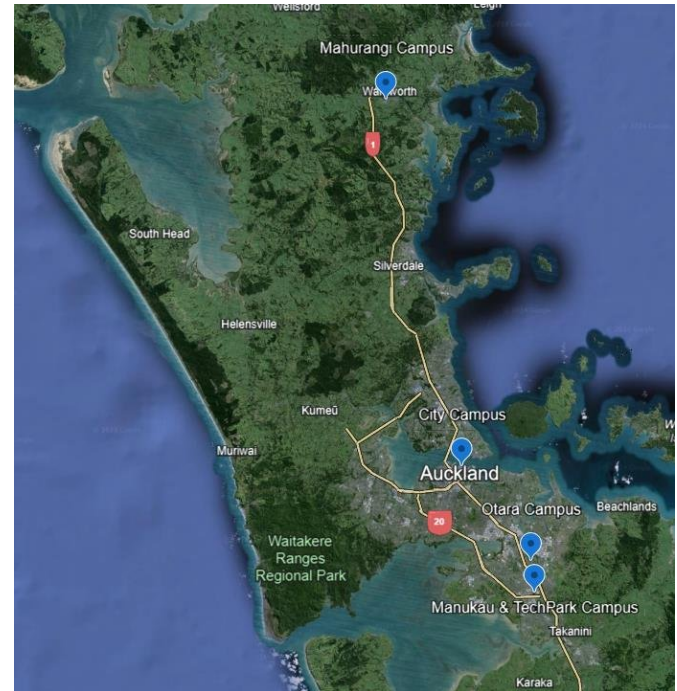 Wellsford
Leigh
Mahurangi Campus
Warkworth
1
South Head
Silverdale
Helensville
City Campus
Kumeū
Muriwai
Auckland
Otara Campus
Beachlands
20
Waitakere
Ranges
Regional Park
Manukau & TechPark Campus
Takanini
Karaka